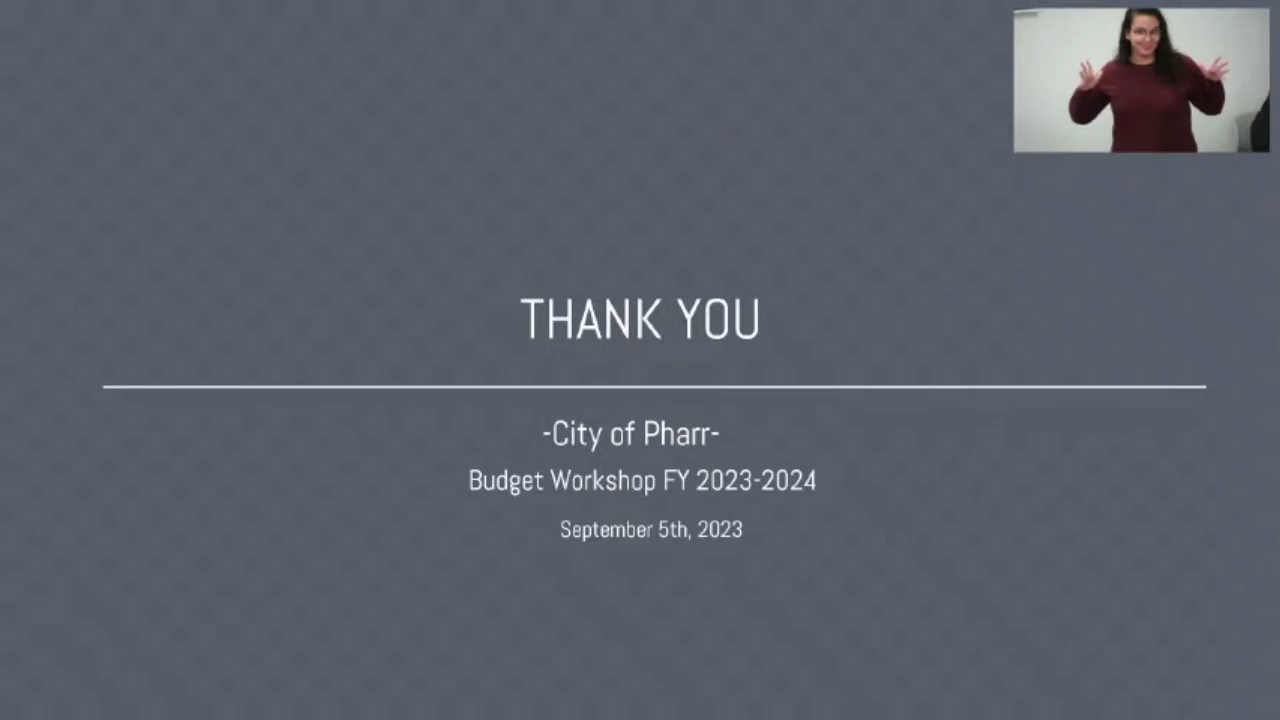 THANK YOU
-City of Pharr-
Budget Workshop FY 2023-2024
September 5th, 2023